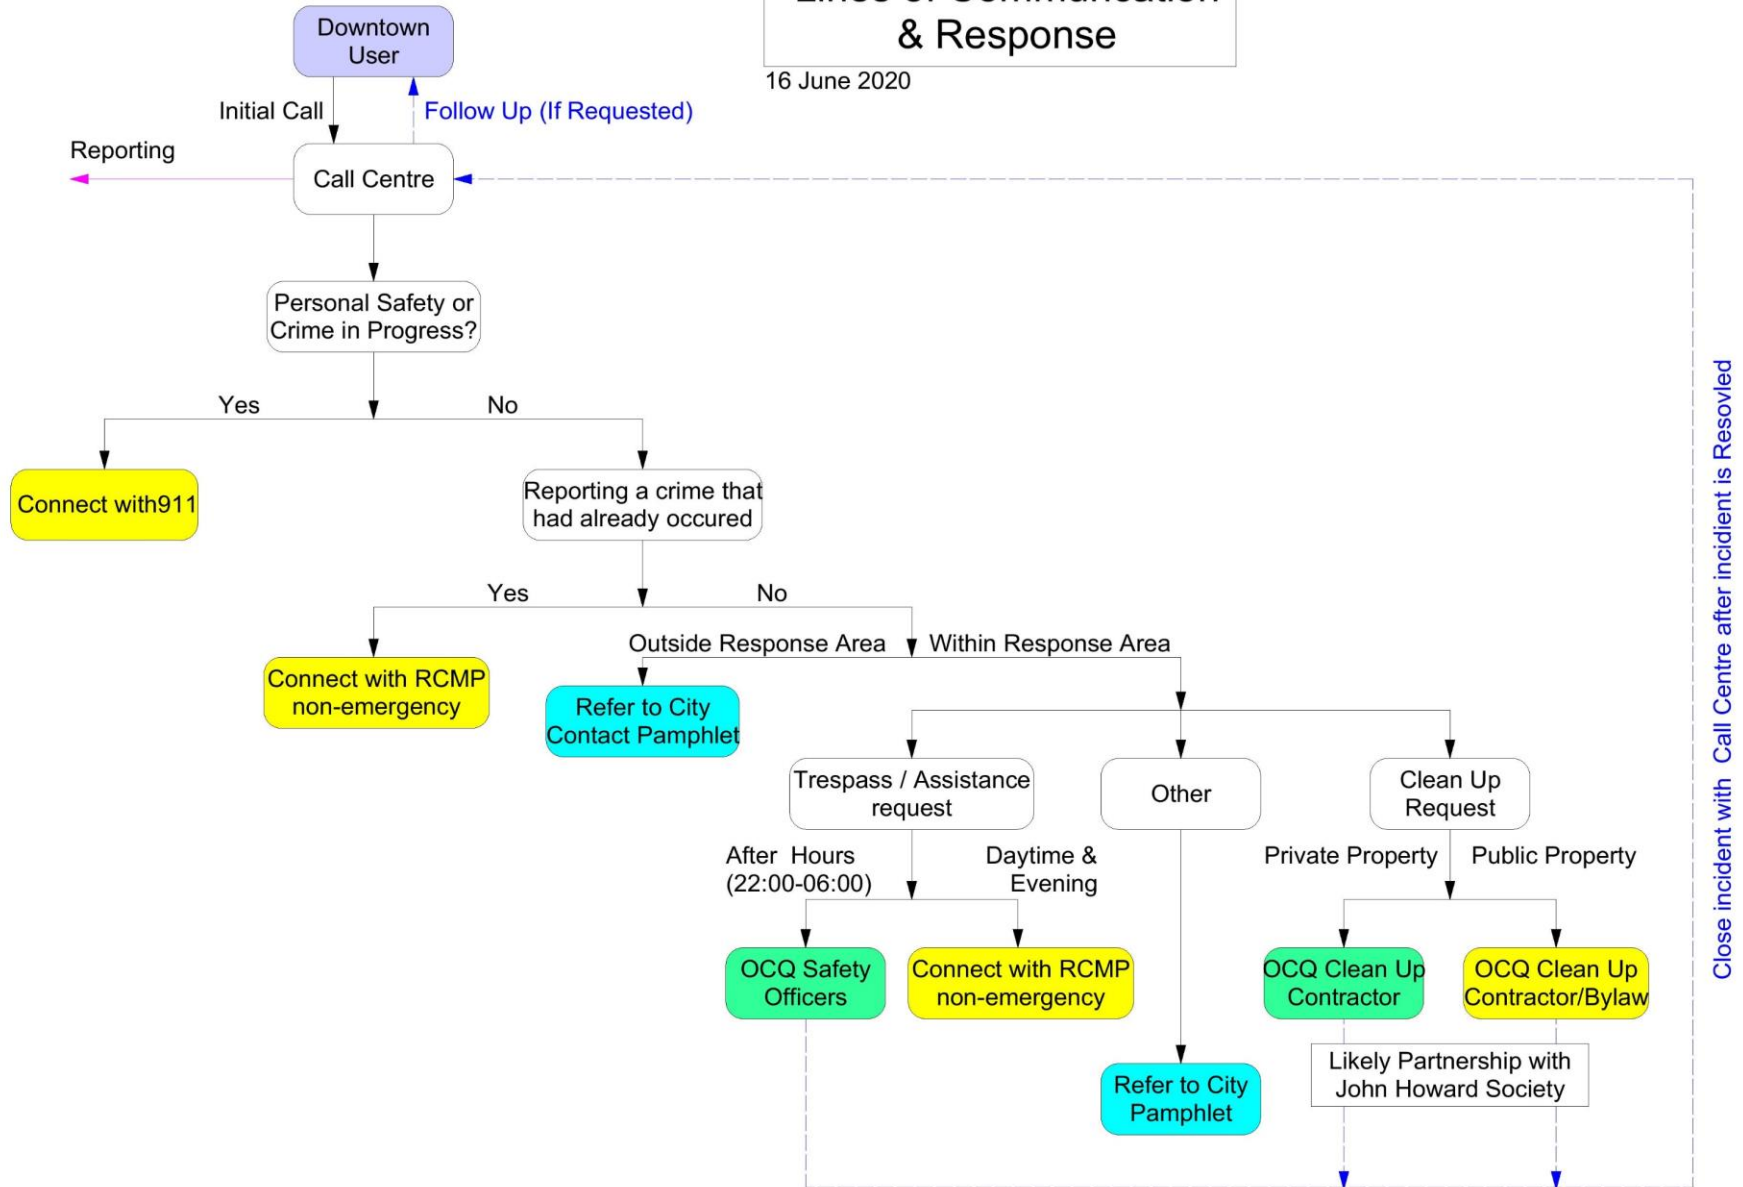 Lines of Communication
& Response
16 June 2020
Downtown
User
Initial Call
Follow Up (If Requested)
Reporting
Call Centre
Personal Safety or
Crime in Progress?
Yes
No
Connect with911
Reporting a crime that
had already occured
Yes
No
Outside Response Area
Within Response Area
Connect with RCMP
non-emergency
Refer to City
Contact Pamphlet
Trespass / Assistance
request
Other
Clean Up
Request
After Hours
(22:00-06:00)
Daytime &
Evening
Private Property
Public Property
OCQ Safety
Officers
Connect with RCMP
non-emergency
OCQ Clean Up
Contractor
OCQ Clean Up
Contractor/Bylaw
Likely Partnership with
John Howard Society
Refer to City
Pamphlet
Close incident with Call Centre after incidient is Resovled